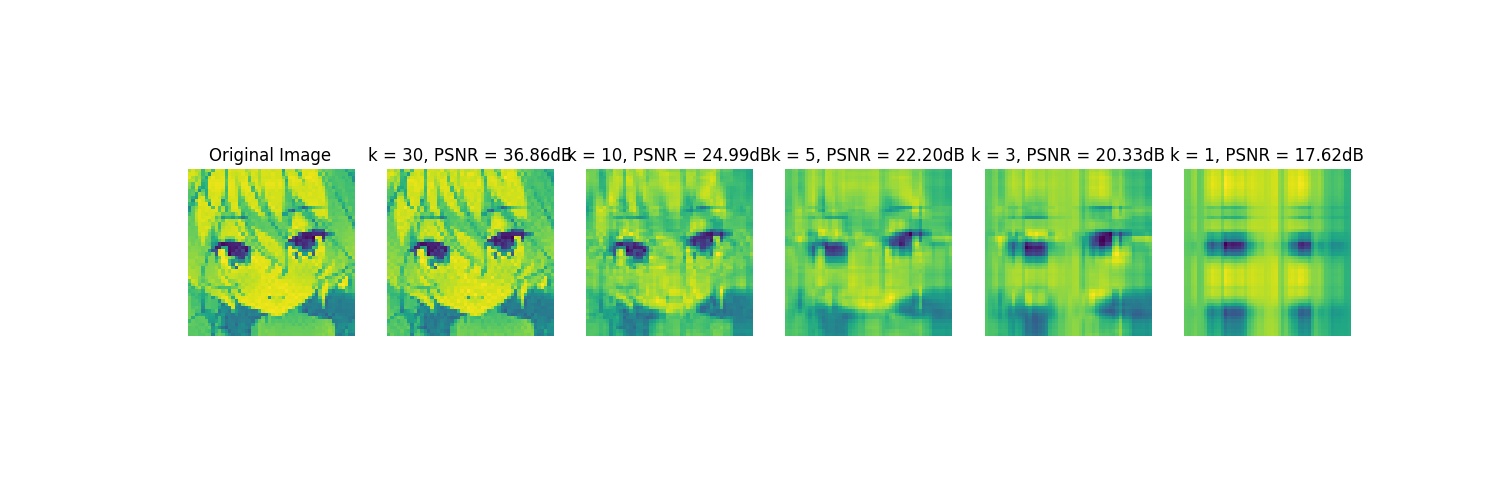 Original Image
k = 30, PSNR = 36.86dB
k = 10, PSNR = 24.99dB
k = 5, PSNR = 22.20dB
k = 3, PSNR = 20.33dB
k = 1, PSNR = 17.62dB